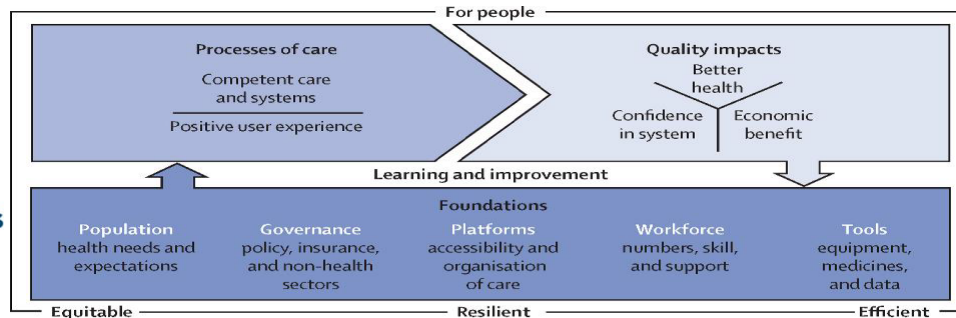 For people
Processes of care
Competent care
and systems
Positive user experience
Quality impacts
Better
health
Confidence
in system
Economic
benefit
Learning and improvement
Foundations
Population
health needs and
expectations
Governance
policy, insurance,
and non-health
sectors
Platforms
accessibility and
organisation
of care
Workforce
numbers, skill,
and support
Tools
equipment,
medicines,
and data
s
Equitable
Resilient
Efficient